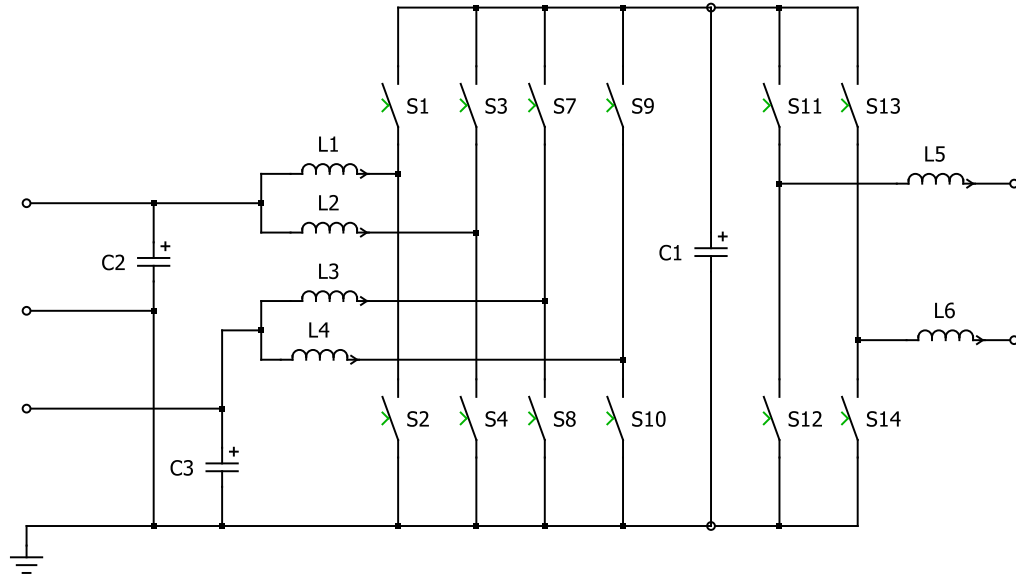 S1
S3
S7
S9
S11
S13
L1
L5
L2
C2
+
C1
+
L3
L4
L6
S2
S4
S8
S10
S12
S14
C3
+